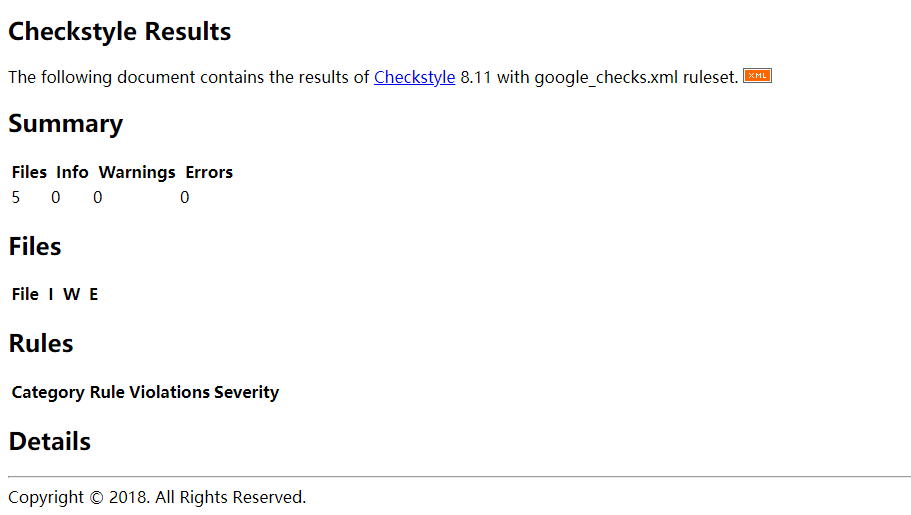 Checkstyle Results
The following document contains the results of Checkstyle 8.11 with google_checks.xml ruleset. XML
Summary
Files Info Warnings Errors
5 0 0 0
Files
File I W E
Rules
Category Rule Violations Severity
Details
Copyright © 2018. All Rights Reserved.